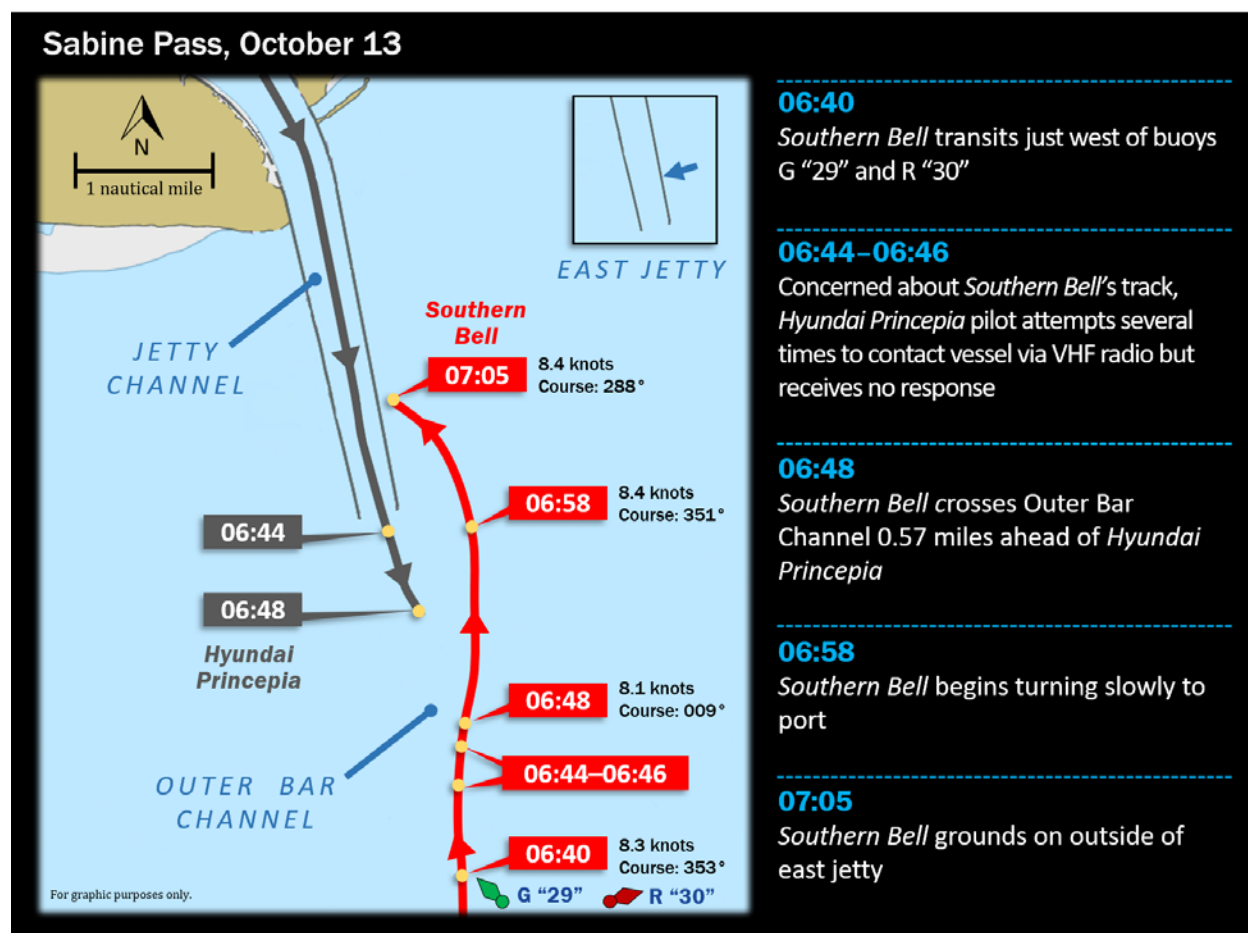 Sabine Pass, October 13
N
1 nautical mile
EAST JETTY
JETTY
CHANNEL
Southern
Bell
07:05
8.4 knots
Course: 288°
06:58
8.4 knots
Course: 351°
06:44
06:48
Hyundai
Princepia
06:48
8.1 knots
Course: 009°
06:44–06:46
OUTER BAR
CHANNEL
06:40
8.3 knots
Course: 353°
G “29”
R “30”
For graphic purposes only.
06:40
Southern Bell transits just west of buoys
G “29” and R “30”
06:44–06:46
Concerned about Southern Bell’s track,
Hyundai Princepia pilot attempts several
times to contact vessel via VHF radio but
receives no response
06:48
Southern Bell crosses Outer Bar
Channel 0.57 miles ahead of Hyundai
Princepia
06:58
Southern Bell begins turning slowly to
port
07:05
Southern Bell grounds on outside of
east jetty